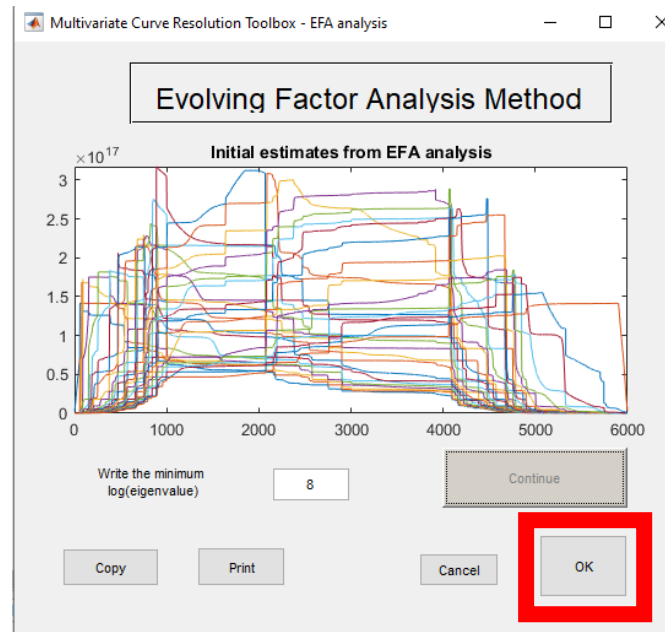 Multivariate Curve Resolution Toolbox - EFA analysis
Evolving Factor Analysis Method
×10^17
Initial estimates from EFA analysis
3
2.5
2
1.5
1
0.5
0
0 1000 2000 3000 4000 5000 6000
Write the minimum
log(eigenvalue)
8
Continue
Copy
Print
Cancel
OK